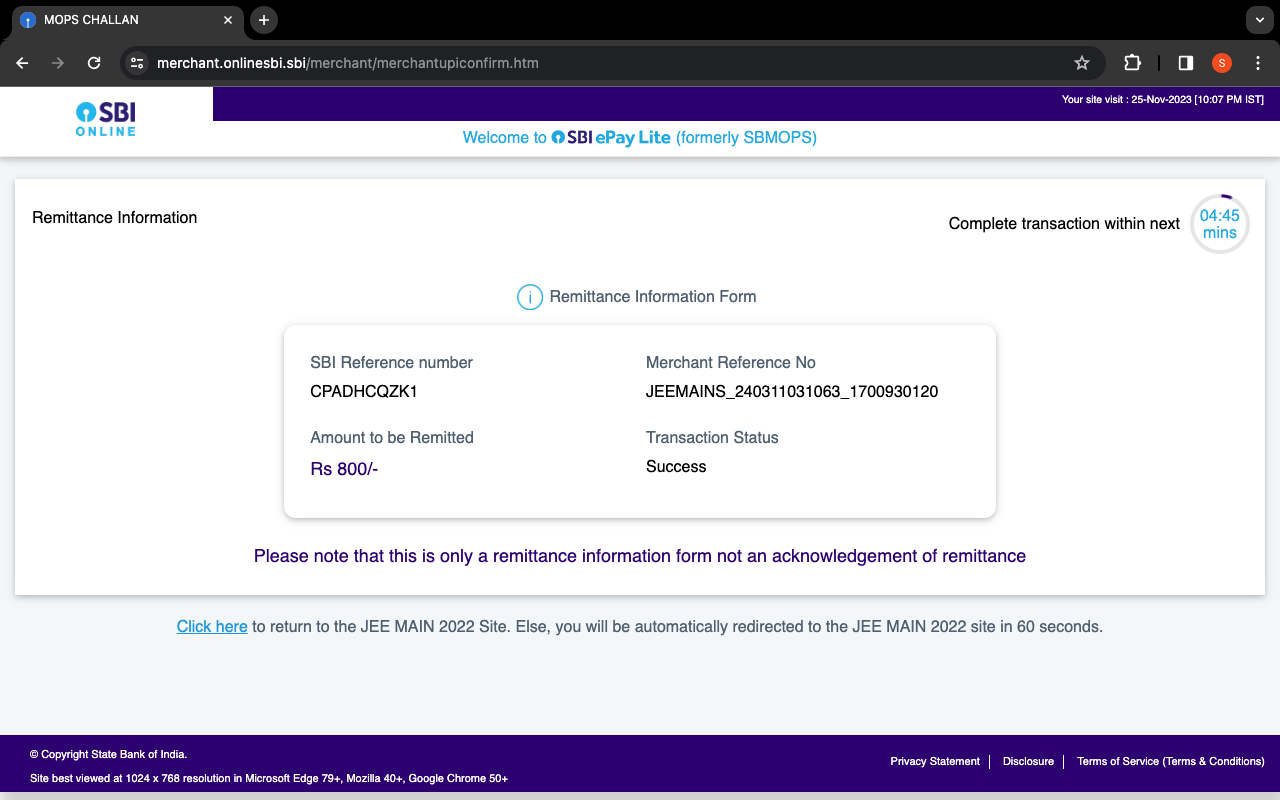 MOPS CHALLAN
merchant.onlinesbi.sbi/merchant/merchantupiconfirm.htm
S
SBI
ONLINE
Your site visit : 25-Nov-2023 [10:07 PM IST]
Welcome to SBI ePay Lite (formerly SBMOPS)
Remittance Information
Complete transaction within next
04:45
mins
i Remittance Information Form
SBI Reference number
CPADHCQZK1
Merchant Reference No
JEEMAINS_240311031063_1700930120
Amount to be Remitted
Rs 800/-
Transaction Status
Success
Please note that this is only a remittance information form not an acknowledgement of remittance
Click here to return to the JEE MAIN 2022 Site. Else, you will be automatically redirected to the JEE MAIN 2022 site in 60 seconds.
© Copyright State Bank of India.
Site best viewed at 1024 x 768 resolution in Microsoft Edge 79+, Mozilla 40+, Google Chrome 50+
Privacy Statement | Disclosure | Terms of Service (Terms & Conditions)